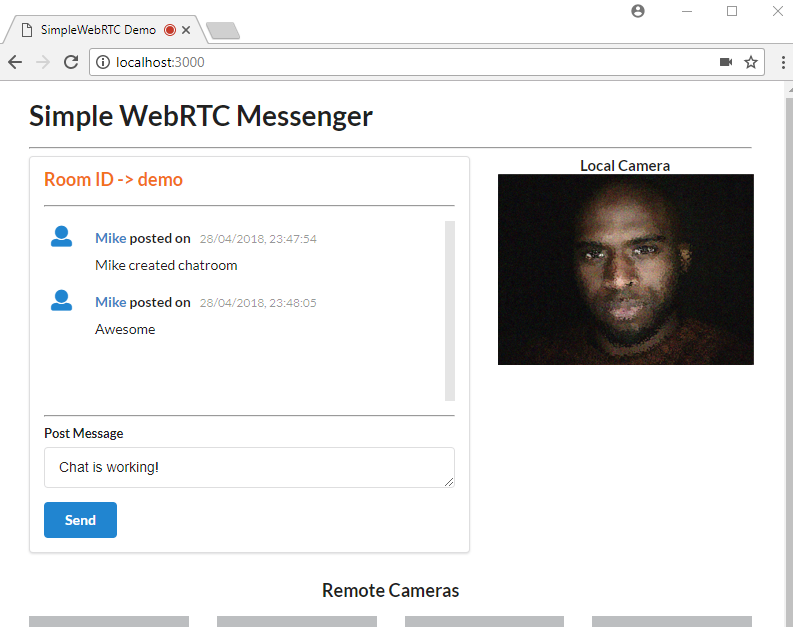 SimpleWebRTC Demo
localhost:3000
Simple WebRTC Messenger
Room ID -> demo
Mike posted on 28/04/2018, 23:47:54
Mike created chatroom
Mike posted on 28/04/2018, 23:48:05
Awesome
Post Message
Chat is working!
Send
Local Camera
Remote Cameras